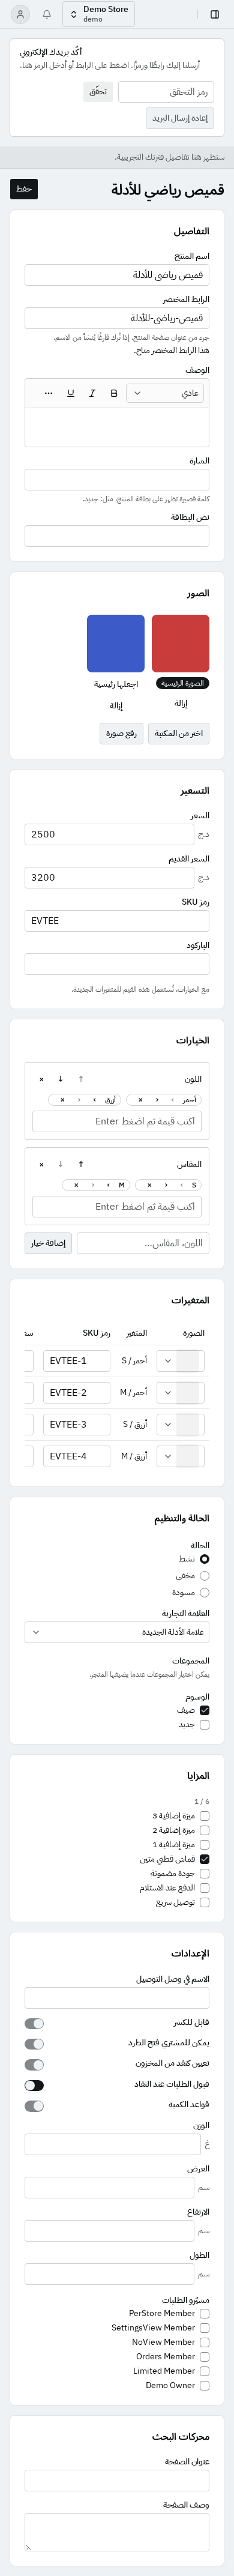 Demo Store
demo
أكّد بريدك الإلكتروني
أرسلنا إليك رابطًا ورمزًا. اضغط على الرابط أو أدخل الرمز هنا.
رمز التحقق
تحقّق
إعادة إرسال البريد
ستظهر هنا تفاصيل فترتك التجريبية.
قميص رياضي للأدلة
حفظ
التفاصيل
اسم المنتج
قميص رياضي للأدلة
الرابط المختصر
قميص-رياضي-للأدلة
جزء من عنوان صفحة المنتج. إذا تُرك فارغًا يُنشأ من الاسم.
هذا الرابط المختصر متاح.
الوصف
عادي
الشارة
كلمة قصيرة تظهر على بطاقة المنتج، مثل: جديد.
نص البطاقة
الصور
الصورة الرئيسية
اجعلها رئيسية
إزالة
إزالة
اختر من المكتبة
رفع صورة
التسعير
السعر
د.ج
2500
السعر القديم
د.ج
3200
رمز SKU
EVTEE
الباركود
مع الخيارات، تُستعمل هذه القيم للمتغيرات الجديدة.
الخيارات
اللون
أحمر
أزرق
اكتب قيمة ثم اضغط Enter
المقاس
S
M
اكتب قيمة ثم اضغط Enter
اللون، المقاس...
إضافة خيار
المتغيرات
الصورة
المتغير
رمز SKU
أحمر / S
EVTEE-1
أحمر / M
EVTEE-2
أزرق / S
EVTEE-3
أزرق / M
EVTEE-4
الحالة والتنظيم
الحالة
نشط
مخفي
مسودة
العلامة التجارية
علامة الأدلة الجديدة
المجموعات
يمكن اختيار المجموعات عندما يضيفها المتجر.
الوسوم
صيف
جديد
المزايا
1 / 6
ميزة إضافية 3
ميزة إضافية 2
ميزة إضافية 1
قماش قطني متين
جودة مضمونة
الدفع عند الاستلام
توصيل سريع
الإعدادات
الاسم في وصل التوصيل
قابل للكسر
يمكن للمشتري فتح الطرد
تعيين كنفد من المخزون
قبول الطلبات عند النفاد
قواعد الكمية
الوزن
غ
العرض
سم
الارتفاع
سم
الطول
سم
مسيّرو الطلبات
PerStore Member
SettingsView Member
NoView Member
Orders Member
Limited Member
Demo Owner
محركات البحث
عنوان الصفحة
وصف الصفحة